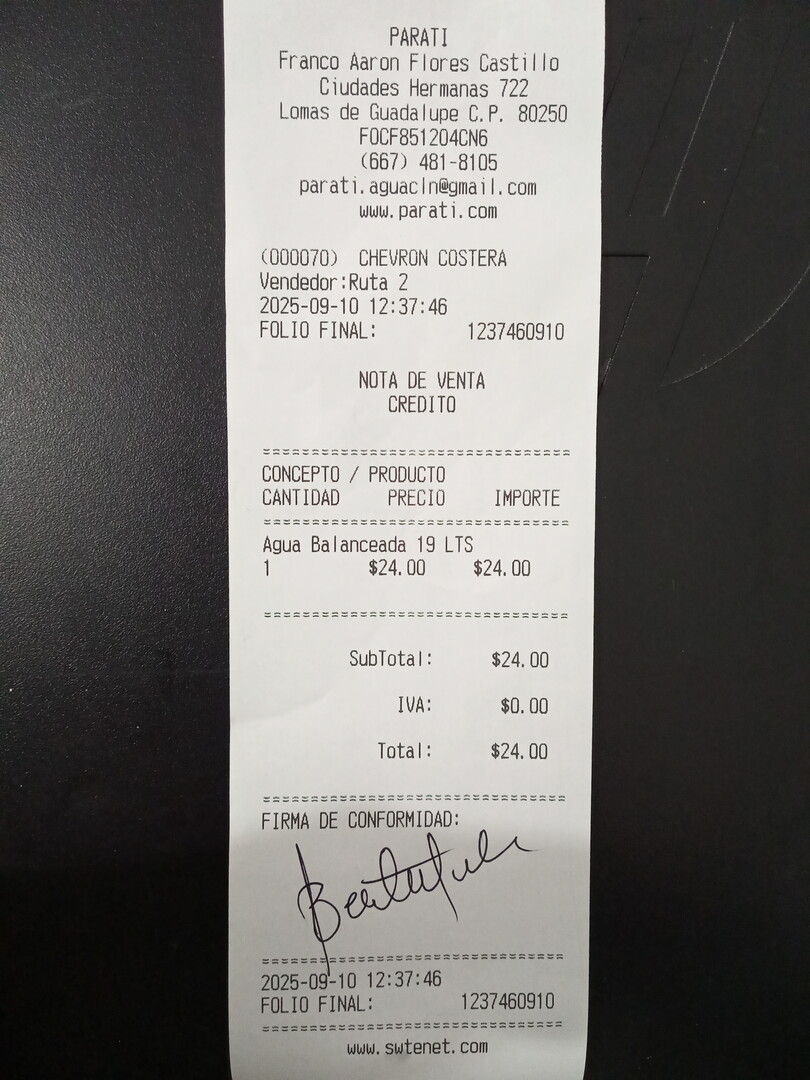 PARATI
Franco Aaron Flores Castillo
Ciudades Hermanas 722
Lomas de Guadalupe C.P. 80250
FOCF851204CN6
(667) 481-8105
parati.aguacln@gmail.com
www.parati.com
(000070) CHEVRON COSTERA
Vendedor:Ruta 2
2025-09-10 12:37:46
FOLIO FINAL: 1237460910
NOTA DE VENTA
CREDITO
================================
CONCEPTO / PRODUCTO
CANTIDAD PRECIO IMPORTE
================================
Agua Balanceada 19 LTS
1 $24.00 $24.00
================================
SubTotal: $24.00
IVA: $0.00
Total: $24.00
================================
FIRMA DE CONFORMIDAD:
================================
2025-09-10 12:37:46
FOLIO FINAL: 1237460910
================================
www.swtenet.com